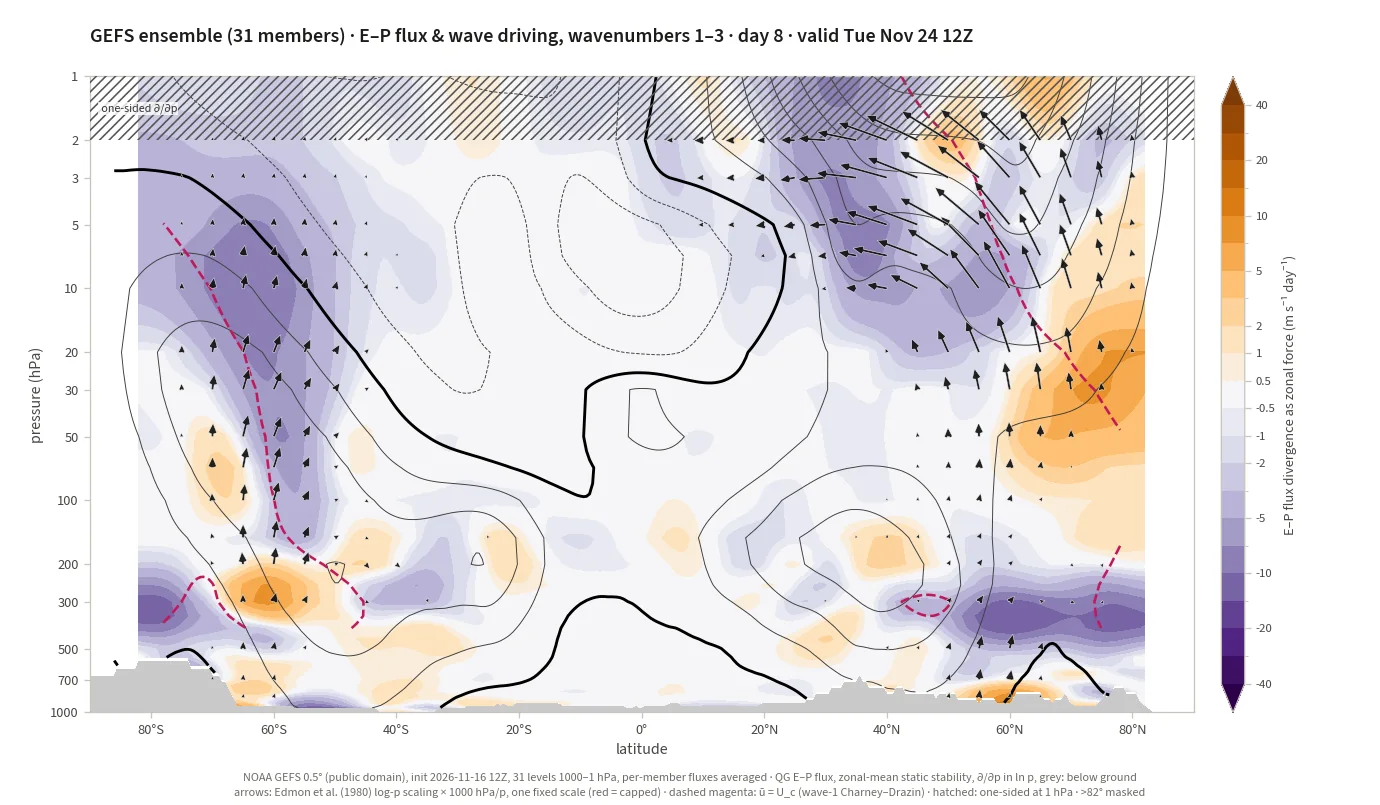 GEFS ensemble (31 members) · E–P flux & wave driving, wavenumbers 1–3 · day 8 · valid Tue Nov 24 12Z
one-sided ∂/∂p
1
2
3
5
10
20
30
50
100
200
300
500
700
1000
pressure (hPa)
80°S
60°S
40°S
20°S
0°
20°N
40°N
60°N
80°N
latitude
40
20
10
5
2
1
0.5
-0.5
-1
-2
-5
-10
-20
-40
E–P flux divergence as zonal force (m s⁻¹ day⁻¹)
NOAA GEFS 0.5° (public domain), init 2026-11-16 12Z, 31 levels 1000–1 hPa, per-member fluxes averaged · QG E–P flux, zonal-mean static stability, ∂/∂p in ln p, grey: below ground
arrows: Edmon et al. (1980) log-p scaling × 1000 hPa/p, one fixed scale (red = capped) · dashed magenta: ū = U_c (wave-1 Charney–Drazin) · hatched: one-sided at 1 hPa · >82° masked